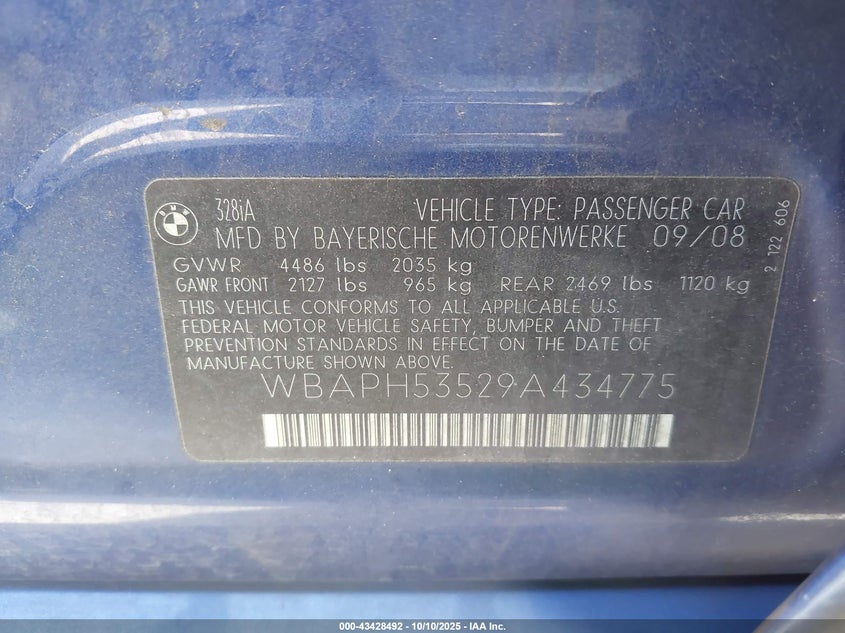 BMW
328iA VEHICLE TYPE: PASSENGER CAR
MFD BY BAYERISCHE MOTORENWERKE 09/08
GVWR 4486 lbs 2035 kg
GAWR FRONT 2127 lbs 965 kg REAR 2469 lbs 1120 kg
THIS VEHICLE CONFORMS TO ALL APPLICABLE U.S.
FEDERAL MOTOR VEHICLE SAFETY, BUMPER AND THEFT
PREVENTION STANDARDS IN EFFECT ON THE DATE OF
MANUFACTURE SHOWN ABOVE.
WBAPH53529A434775
2 122 606
000-43428492 - 10/10/2025 - IAA Inc.